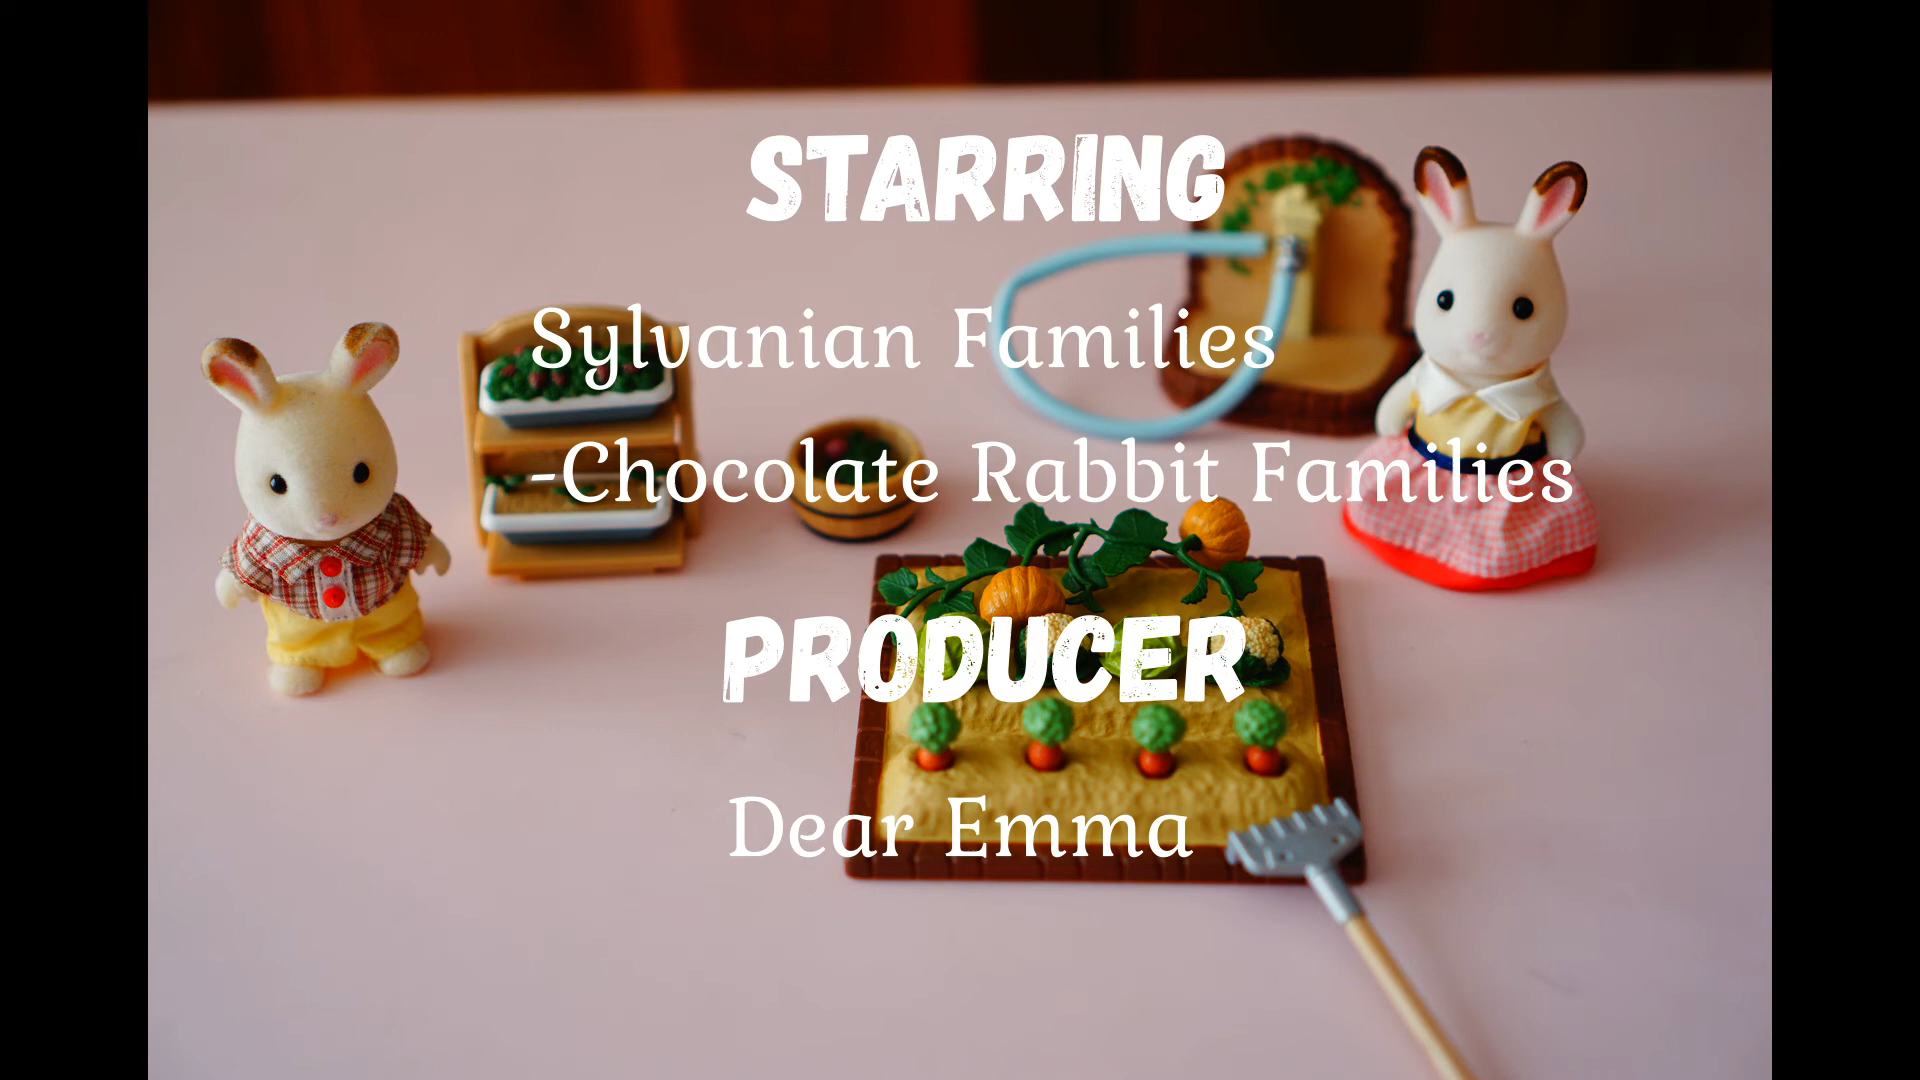 STARRING
Sylvanian Families
-Chocolate Rabbit Families
PRODUCER
Dear Emma